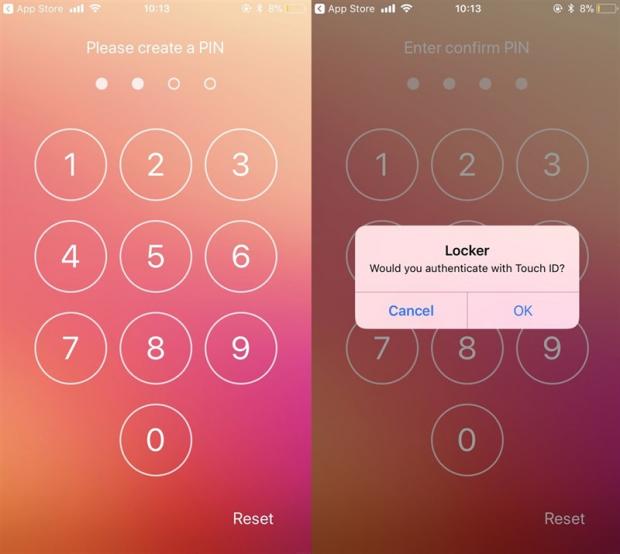 App Store 10:13 8%
Please create a PIN
1 2 3
4 5 6
7 8 9
0
Reset
App Store 10:13 8%
Enter confirm PIN
1 2 3
Locker
Would you authenticate with Touch ID?
Cancel OK
7 8 9
0
Reset